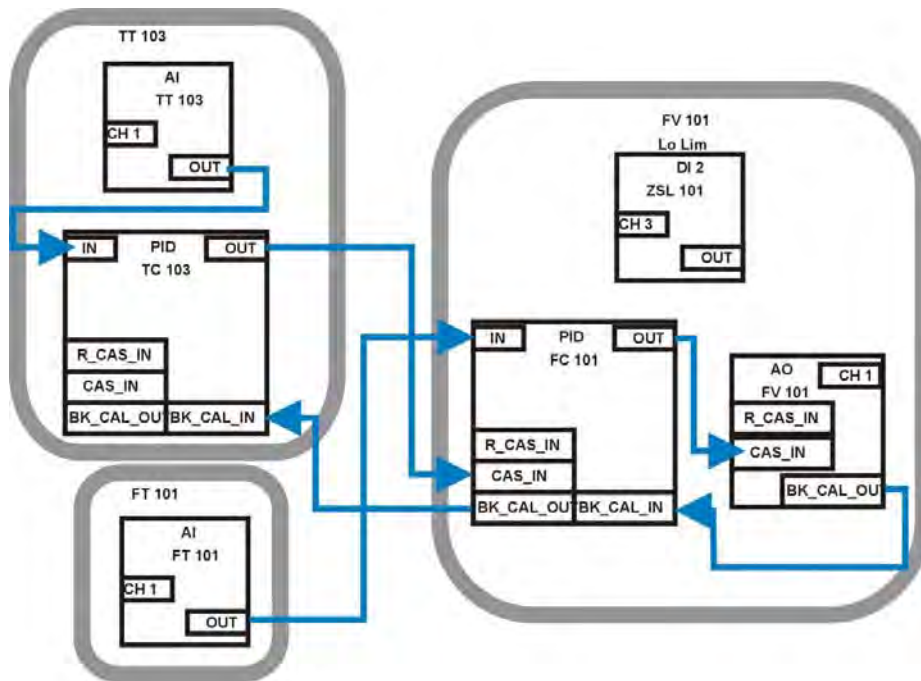 TT 103
AI
TT 103
CH 1
OUT
IN
PID
OUT
TC 103
R_CAS_IN
CAS_IN
BK_CAL_OUT
BK_CAL_IN
FT 101
AI
FT 101
CH 1
OUT
FV 101
Lo Lim
DI 2
ZSL 101
CH 3
OUT
IN
PID
OUT
FC 101
R_CAS_IN
CAS_IN
BK_CAL_OUT
BK_CAL_IN
AO
CH 1
FV 101
R_CAS_IN
CAS_IN
BK_CAL_OUT